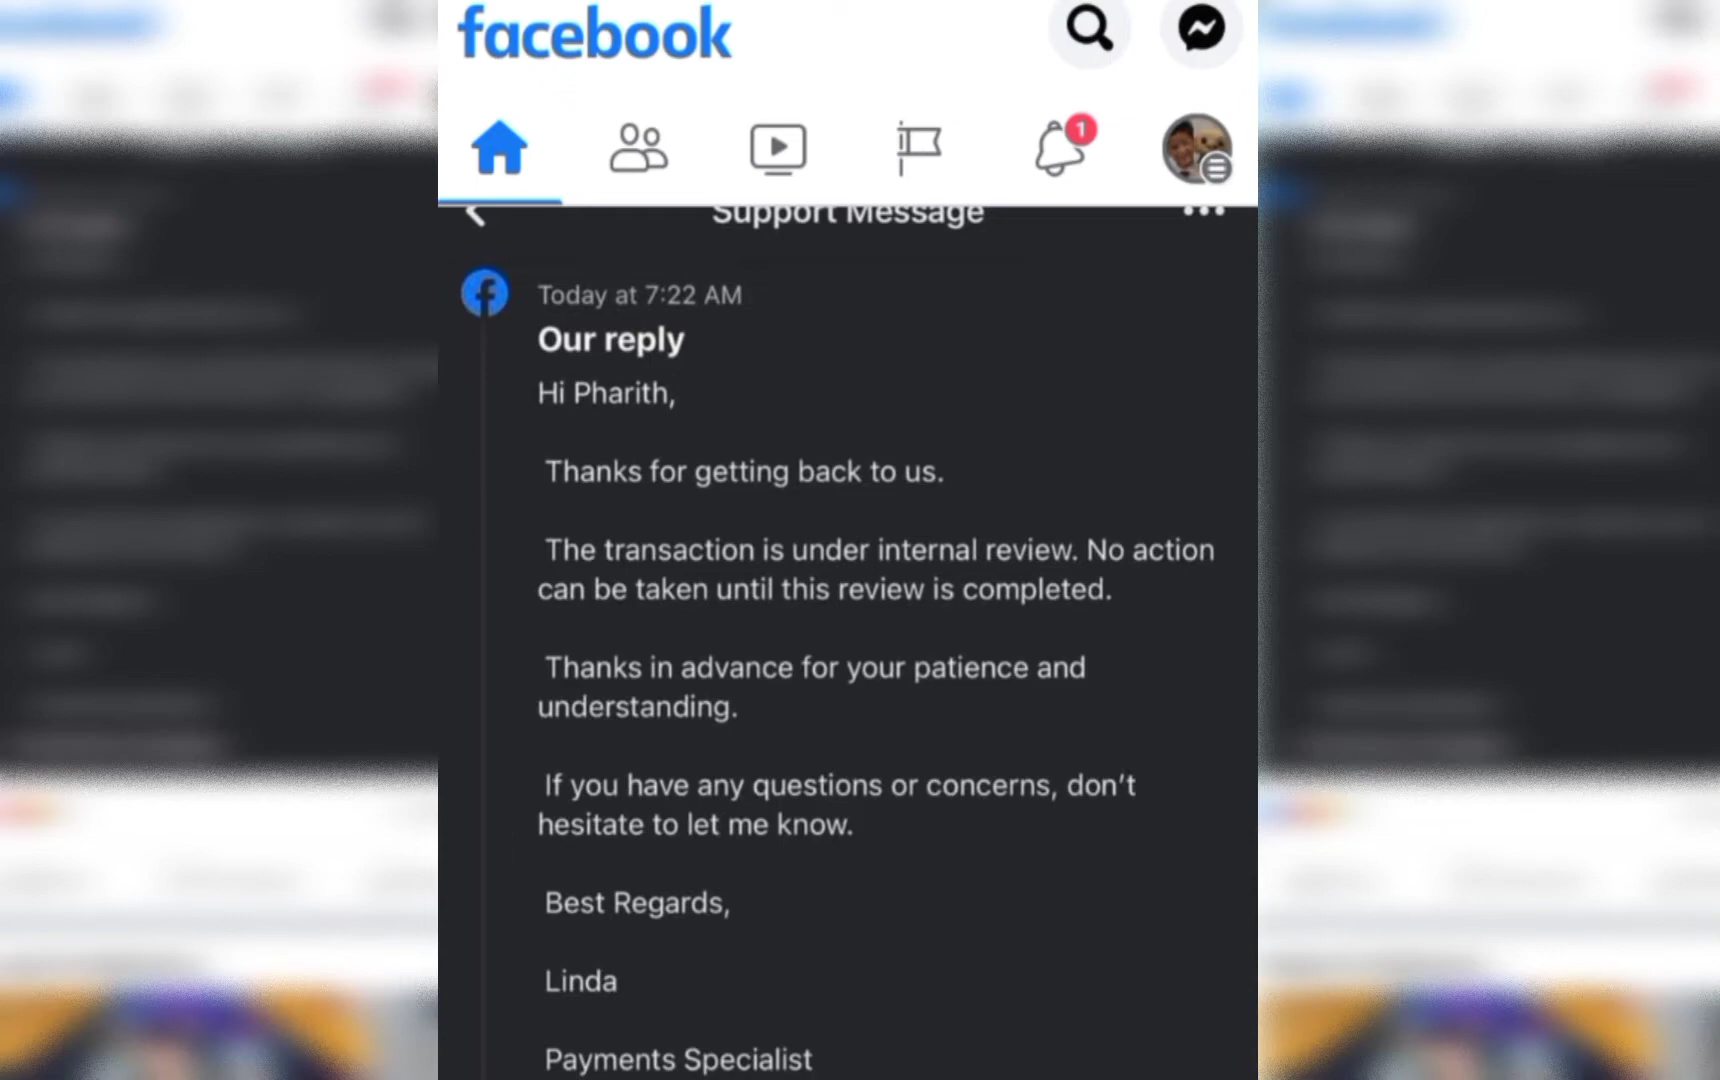 facebook
1
Support Message
Today at 7:22 AM
Our reply
Hi Pharith,
Thanks for getting back to us.
The transaction is under internal review. No action
can be taken until this review is completed.
Thanks in advance for your patience and
understanding.
If you have any questions or concerns, don’t
hesitate to let me know.
Best Regards,
Linda
Payments Specialist